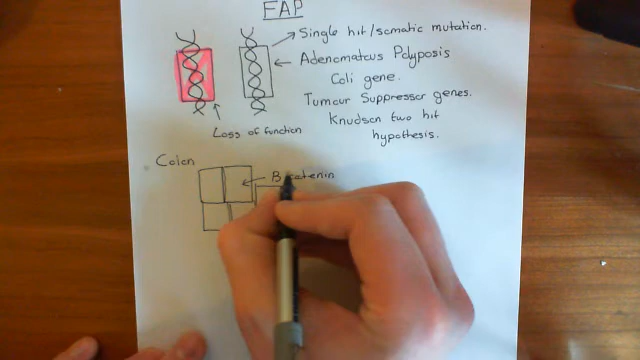 FAP
Single hit/somatic mutation.
Adenomatous Polyposis
Coli gene.
Tumour Suppressor genes.
Knudson two hit
hypothesis.
Loss of function
Colon